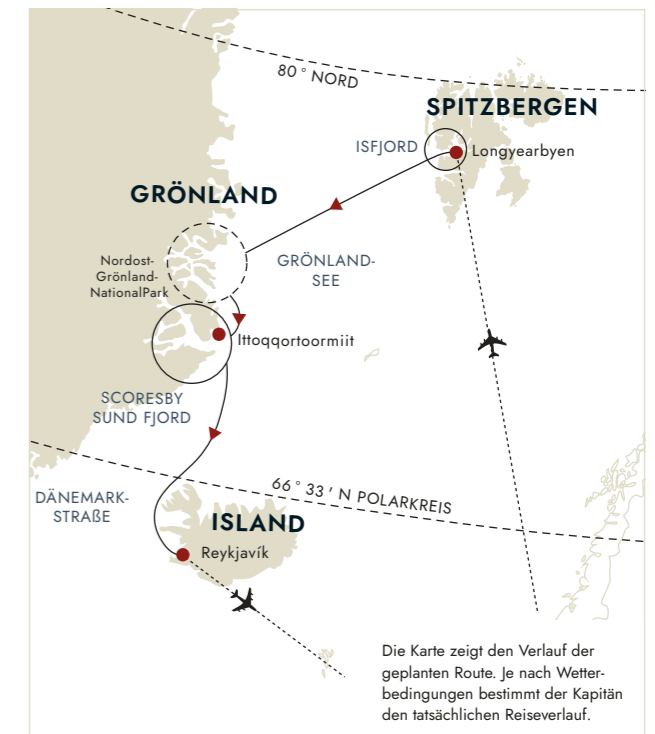 80° NORD
SPITZBERGEN
ISFJORD
Longyearbyen
GRÖNLAND
Nordost-
Grönland-
NationalPark
GRÖNLAND-
SEE
Ittoqqortoormiit
SCORESBY
SUND FJORD
66° 33' N POLARKREIS
DÄNEMARK-
STRAßE
ISLAND
Reykjavík
Die Karte zeigt den Verlauf der
geplanten Route. Je nach Wetter-
bedingungen bestimmt der Kapitän
den tatsächlichen Reiseverlauf.